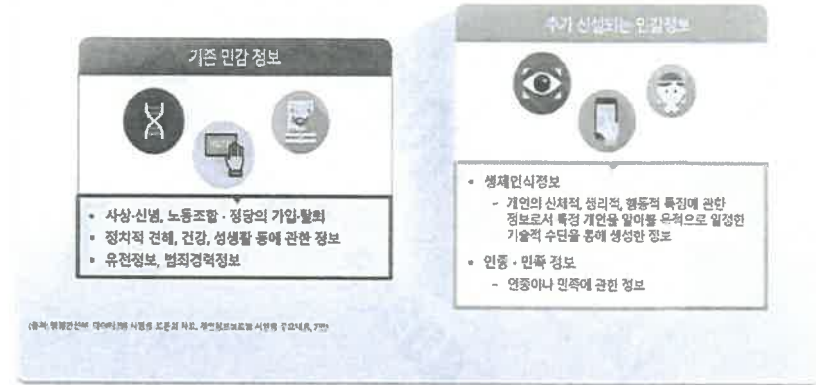 기존 민감 정보
• 사상·신념, 노동조합 · 정당의 가입·탈퇴
• 정치적 견해, 건강, 성생활 등에 관한 정보
• 유전정보, 범죄경력정보
추가 신설되는 민감정보
• 생체인식정보
- 개인의 신체적, 생리적, 행동적 특징에 관한
정보로서 특정 개인을 알아볼 목적으로 일정한
기술적 수단을 통해 생성한 정보
• 인종 · 민족 정보
- 인종이나 민족에 관한 정보